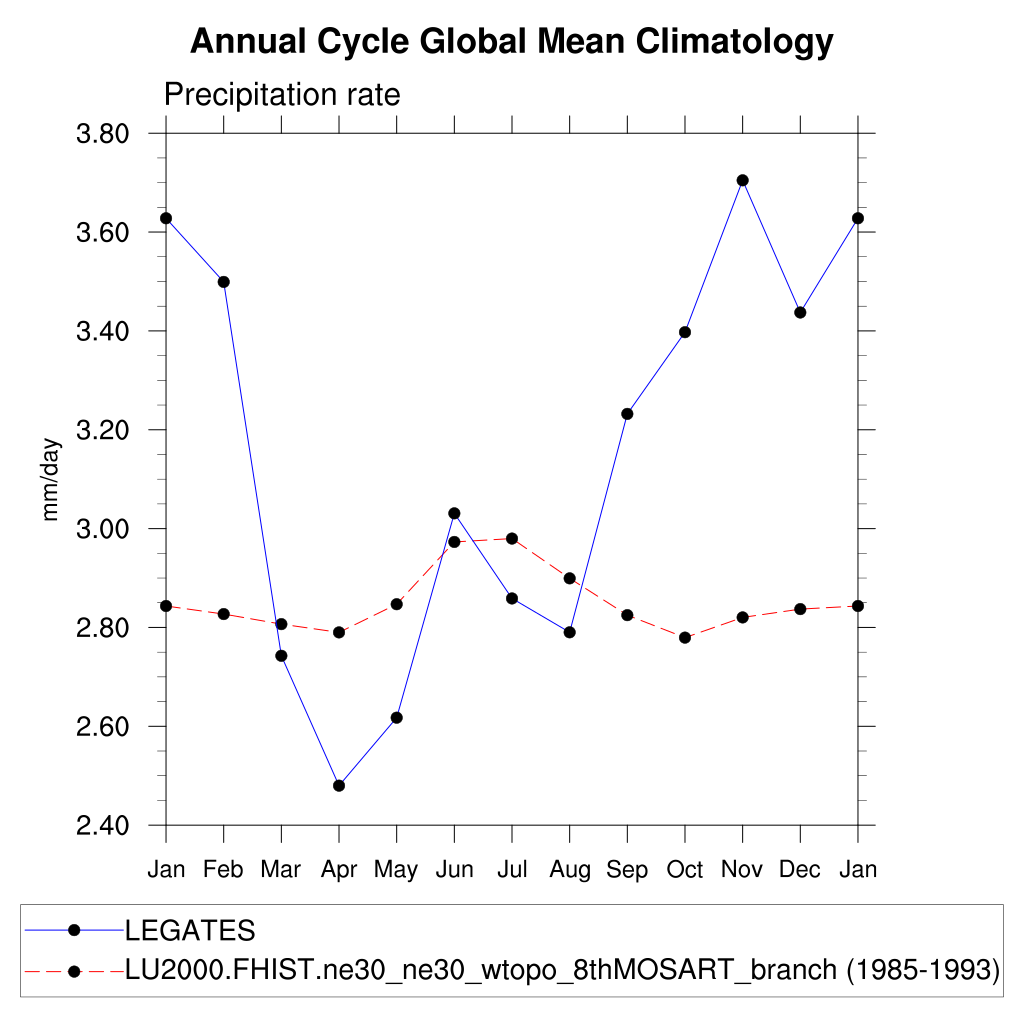 Annual Cycle Global Mean Climatology
Precipitation rate
3.80
3.60
3.40
3.20
3.00
2.80
2.60
2.40
mm/day
Jan Feb Mar Apr May Jun Jul Aug Sep Oct Nov Dec Jan
LEGATES
LU2000.FHIST.ne30_ne30_wtopo_8thMOSART_branch (1985-1993)